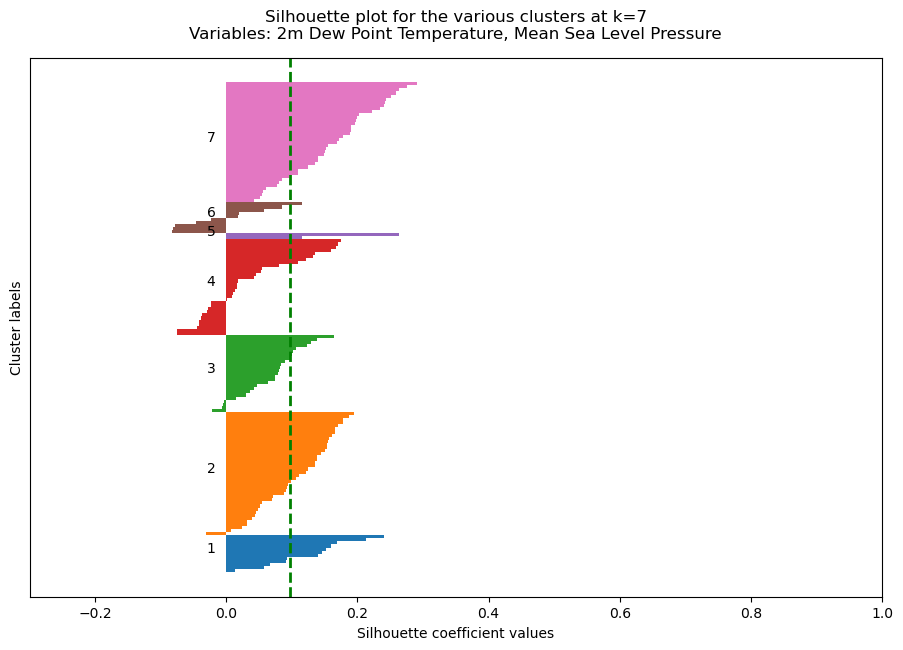 Silhouette plot for the various clusters at k=7
Variables: 2m Dew Point Temperature, Mean Sea Level Pressure
Cluster labels
7
6
5
4
3
2
1
−0.2 0.0 0.2 0.4 0.6 0.8 1.0
Silhouette coefficient values